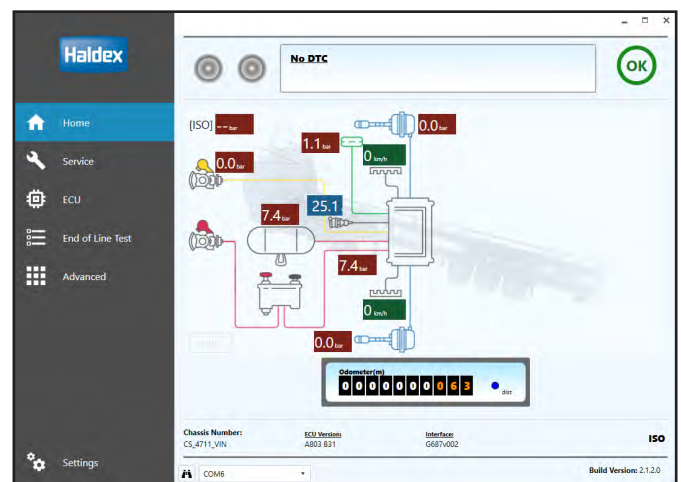 Haldex
No DTC
OK
Home
Service
ECU
End of Line Test
Advanced
Settings
[ISO] -- bar
0.0 bar
1.1 bar
0 km/h
0.0 bar
25.1
7.4 bar
7.4 bar
0 km/h
0.0 bar
Odometer(m)
0 0 0 0 0 0 0 0 6 3
dist
Chassis Number:
CS_4711_VIN
ECU Version:
A803 B31
Interface:
G687v002
ISO
COM6
Build Version: 2.1.2.0